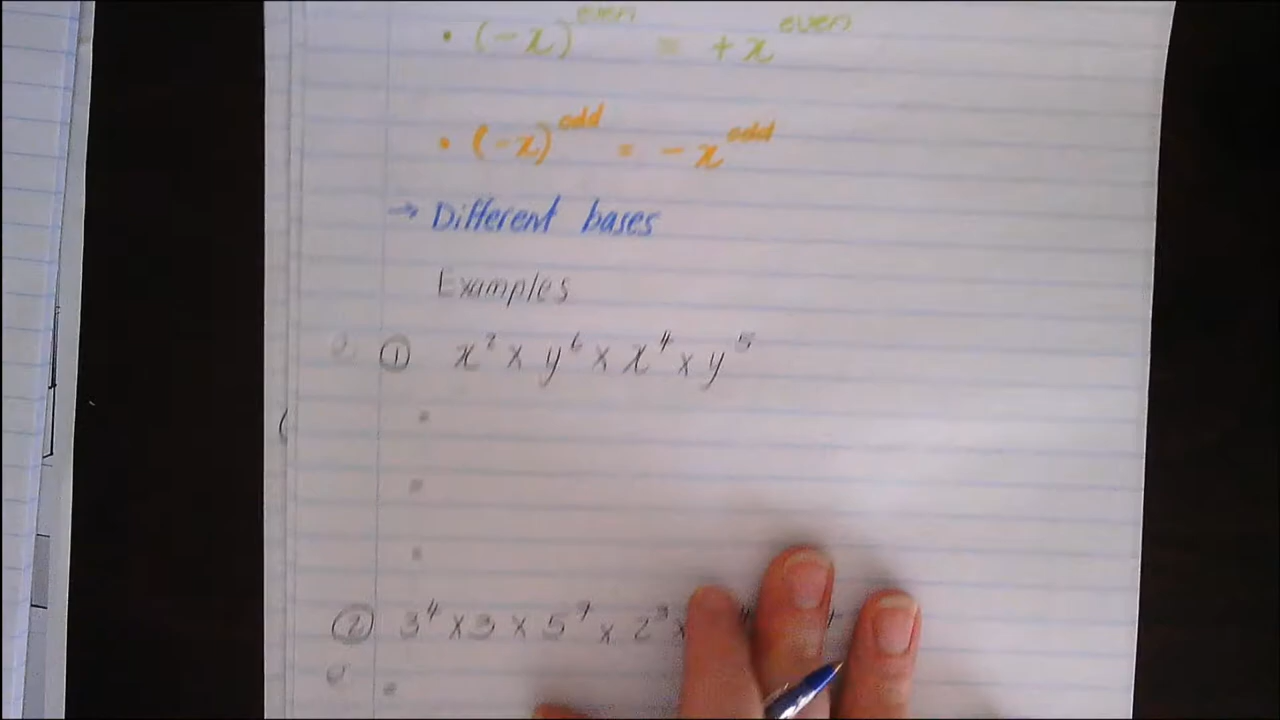 • (-x)^even = +x^even
• (-x)^odd = -x^odd
→ Different bases
Examples
① x² × y⁶ × x⁴ × y⁵
② 3⁴ × 3 × 5⁷ × 2³ ×